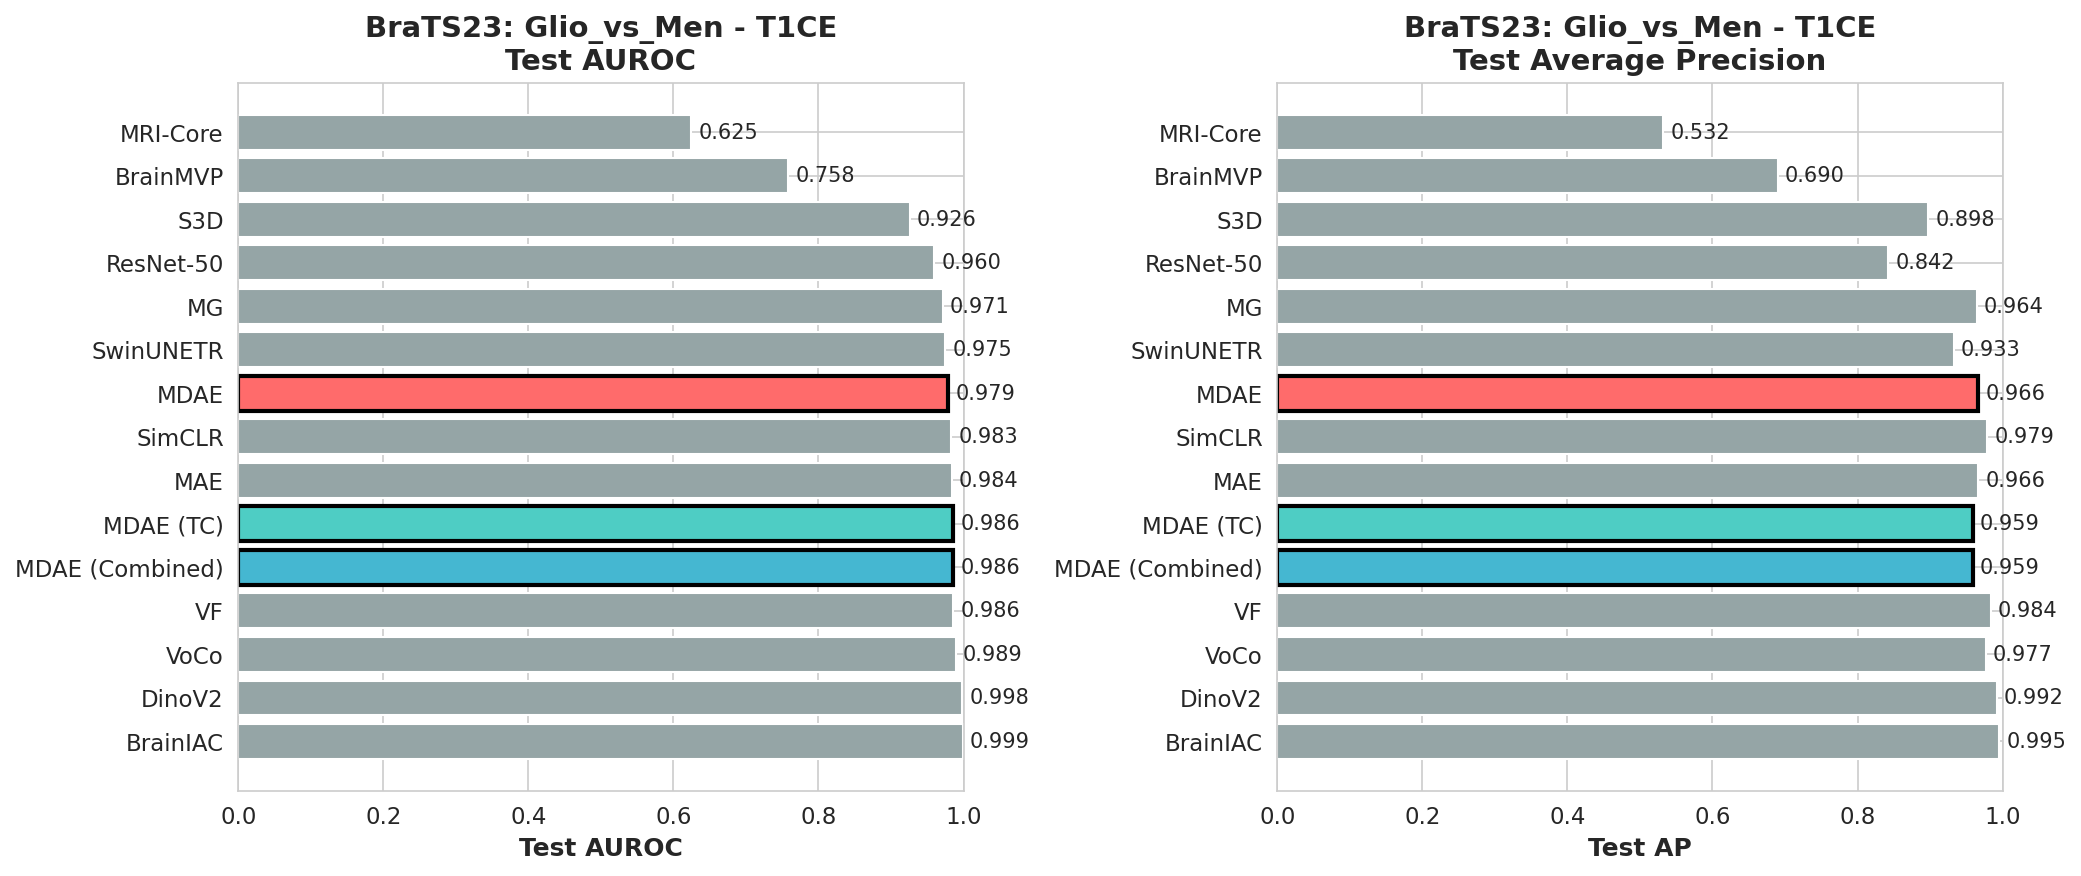 BraTS23: Glio_vs_Men - T1CE
Test AUROC
MRI-Core 0.625
BrainMVP 0.758
S3D 0.926
ResNet-50 0.960
MG 0.971
SwinUNETR 0.975
MDAE 0.979
SimCLR 0.983
MAE 0.984
MDAE (TC) 0.986
MDAE (Combined) 0.986
VF 0.986
VoCo 0.989
DinoV2 0.998
BrainIAC 0.999
0.0 0.2 0.4 0.6 0.8 1.0
Test AUROC
BraTS23: Glio_vs_Men - T1CE
Test Average Precision
MRI-Core 0.532
BrainMVP 0.690
S3D 0.898
ResNet-50 0.842
MG 0.964
SwinUNETR 0.933
MDAE 0.966
SimCLR 0.979
MAE 0.966
MDAE (TC) 0.959
MDAE (Combined) 0.959
VF 0.984
VoCo 0.977
DinoV2 0.992
BrainIAC 0.995
0.0 0.2 0.4 0.6 0.8 1.0
Test AP